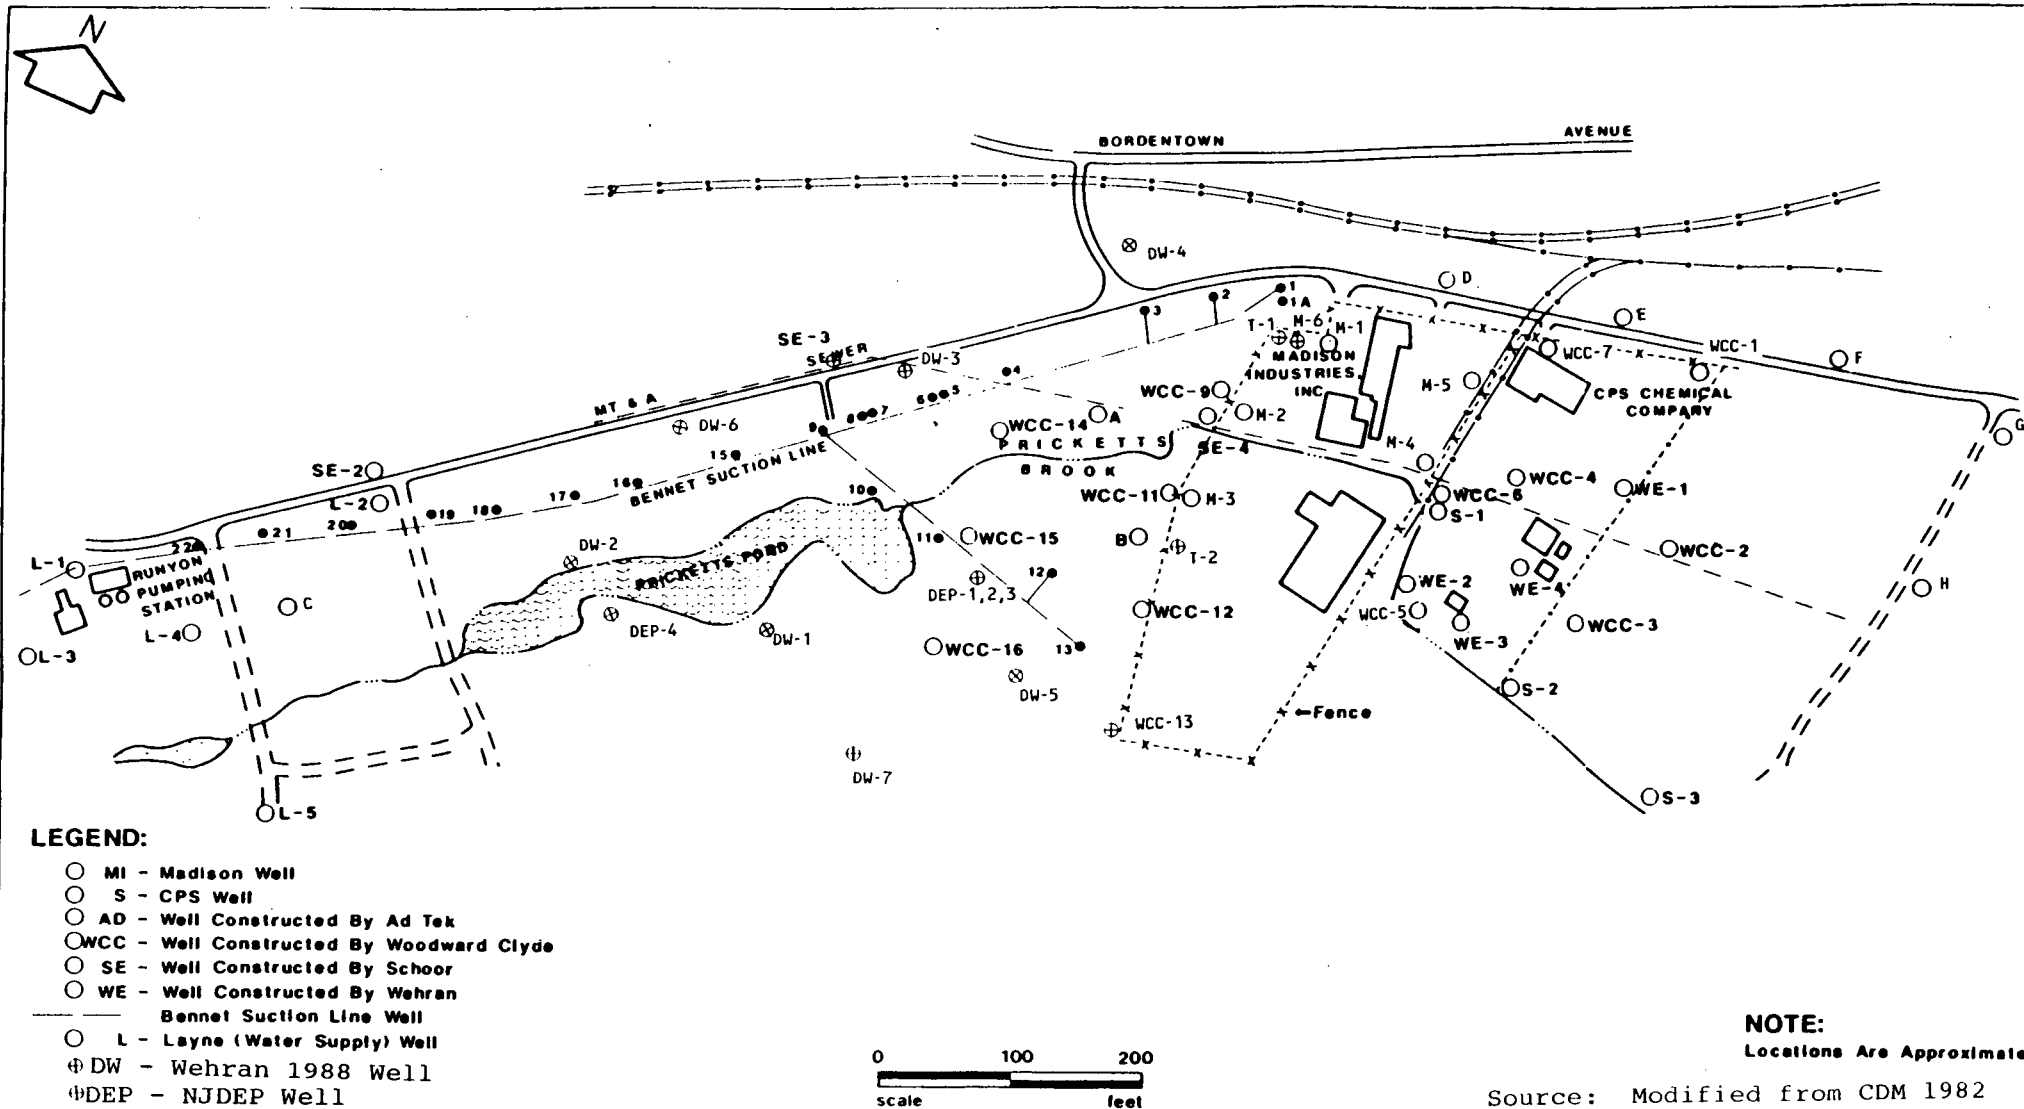 N
BORDENTOWN AVENUE
DW-4
D
E
F
G
H
1
1A
2
3
4
5
6
7
8
9
10
11
12
13
15
16
17
18
19
20
21
22
T-1
M-6
M-1
MADISON
INDUSTRIES,
INC
WCC-7
WCC-1
CPS CHEMICAL
COMPANY
M-5
M-4
SE-3
SEWER
DW-3
MT & A
DW-6
BENNET SUCTION LINE
WCC-9
M-2
SE-4
A
WCC-14
PRICKETTS
BROOK
WCC-11
M-3
B
T-2
WCC-12
WCC-13
WCC-15
DEP-1,2,3
WCC-16
DW-5
DW-7
WCC-6
S-1
WCC-4
WE-1
WCC-2
WE-2
WE-4
WCC-5
WE-3
WCC-3
S-2
S-3
←Fence
SE-2
L-2
L-1
RUNYON
PUMPING
STATION
L-4
L-3
C
L-5
DW-2
PRICKETTS POND
DEP-4
DW-1
LEGEND:
MI - Madison Well
S - CPS Well
AD - Well Constructed By Ad Tek
WCC - Well Constructed By Woodward Clyde
SE - Well Constructed By Schoor
WE - Well Constructed By Wehran
Bennet Suction Line Well
L - Layne (Water Supply) Well
DW - Wehran 1988 Well
DEP - NJDEP Well
0 100 200
scale feet
NOTE:
Locations Are Approximate
Source: Modified from CDM 1982